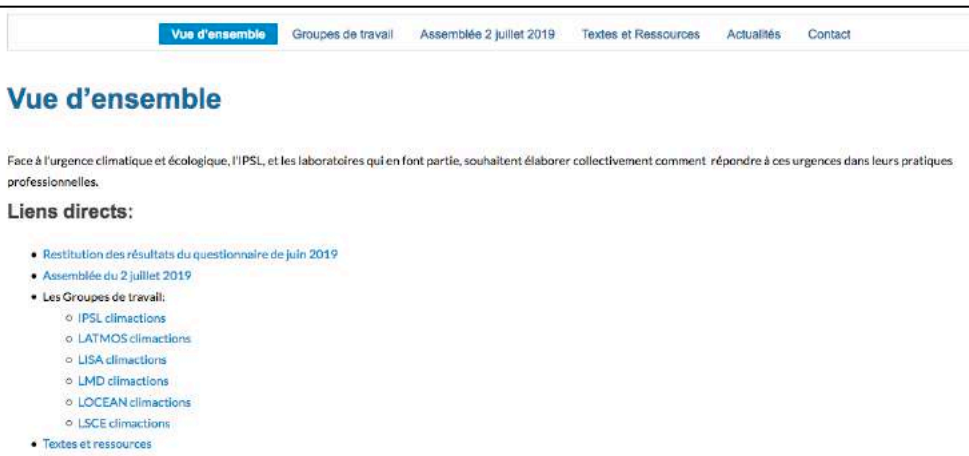 Vue d'ensemble Groupes de travail Assemblée 2 juillet 2019 Textes et Ressources Actualités Contact
Vue d'ensemble
Face à l'urgence climatique et écologique, l'IPSL, et les laboratoires qui en font partie, souhaitent élaborer collectivement comment répondre à ces urgences dans leurs pratiques
professionnelles.
Liens directs:
• Restitution des résultats du questionnaire de juin 2019
• Assemblée du 2 juillet 2019
• Les Groupes de travail:
○ IPSL climactions
○ LATMOS climactions
○ LISA climactions
○ LMD climactions
○ LOCEAN climactions
○ LSCE climactions
• Textes et ressources